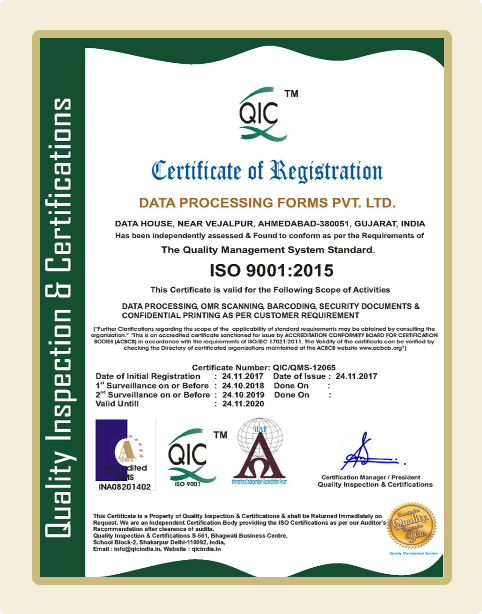 Quality Inspection & Certifications
QIC
TM
Certificate of Registration
DATA PROCESSING FORMS PVT. LTD.
DATA HOUSE, NEAR VEJALPUR, AHMEDABAD-380051, GUJARAT, INDIA
Has been independently assessed & Found to conform as per the Requirements of
The Quality Management System Standard.
ISO 9001:2015
This Certificate is valid for the Following Scope of Activities
DATA PROCESSING, OMR SCANNING, BARCODING, SECURITY DOCUMENTS &
CONFIDENTIAL PRINTING AS PER CUSTOMER REQUIREMENT
("Further Clarifications regarding the scope of the applicability of standard requirements may be obtained by consulting the
organization." "This is an accredited certificate sanctioned for issue by ACCREDITATION CONFORMITY BOARD FOR CERTIFICATION
BODIES (ACBCB) in accordance with the requirements of ISO/IEC 17021:2011. The Validity of the certificate can be verified by
checking the Directory of certificated organizations maintained at the ACBCB website www.acbcb.org")
Certificate Number: QIC/QMS-12065
Date of Initial Registration : 24.11.2017 Date of Issue : 24.11.2017
1st Surveillance on or Before : 24.10.2018 Done On :
2nd Surveillance on or Before : 24.10.2019 Done On :
Valid Untill : 24.11.2020
INA08201402
QIC
TM
ISO 9001
International Independent Accreditation Forum
Certification Manager / President
Quality Inspection & Certifications
This Certificate is a Property of Quality Inspection & Certifications & shall be Returned Immediately on
Request. We are an Independent Certification Body providing the ISO Certifications as per our Auditor's
Recommendation after clearance of audits.
Quality Inspection & Certifications S-561, Bhagwati Business Centre,
School Block-2, Shakarpur Delhi-110092, India,
Email : info@qicindia.in, Website : qicindia.in
Quality
Quality Management System